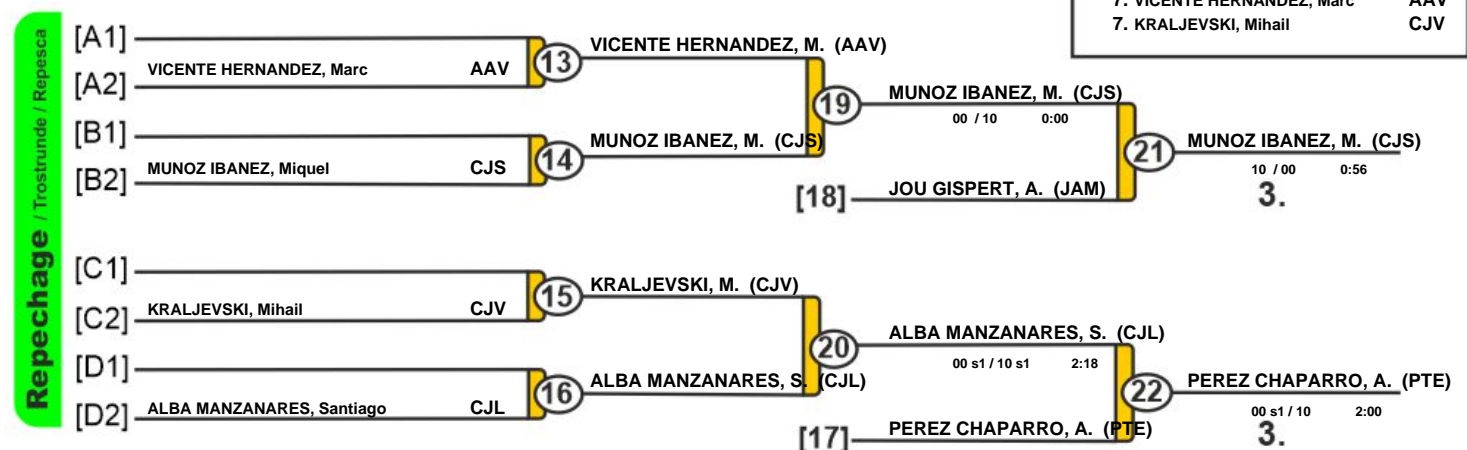 7. VICENTE HERNANDEZ, Marc AAV
7. KRALJEVSKI, Mihail CJV
Repechage / Trostrunde / Repesca
[A1]
VICENTE HERNANDEZ, Marc AAV
[A2]
13
VICENTE HERNANDEZ, M. (AAV)
[B1]
MUNOZ IBANEZ, Miquel CJS
[B2]
14
MUNOZ IBANEZ, M. (CJS)
19
MUNOZ IBANEZ, M. (CJS)
00 / 10 0:00
[18] JOU GISPERT, A. (JAM)
21
MUNOZ IBANEZ, M. (CJS)
10 / 00 0:56
3.
[C1]
KRALJEVSKI, Mihail CJV
[C2]
15
KRALJEVSKI, M. (CJV)
[D1]
ALBA MANZANARES, Santiago CJL
[D2]
16
ALBA MANZANARES, S. (CJL)
20
ALBA MANZANARES, S. (CJL)
00 s1 / 10 s1 2:18
[17] PEREZ CHAPARRO, A. (PTE)
22
PEREZ CHAPARRO, A. (PTE)
00 s1 / 10 2:00
3.